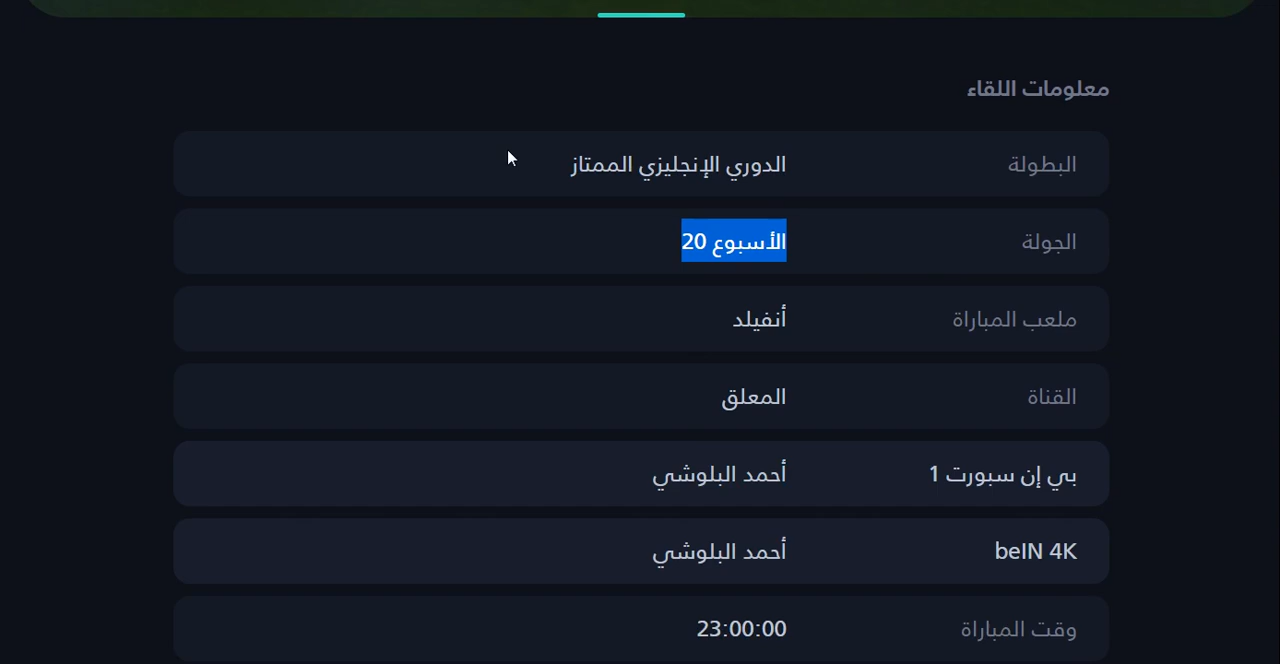 معلومات اللقاء
البطولة الدوري الإنجليزي الممتاز
الجولة الأسبوع 20
ملعب المباراة أنفيلد
القناة المعلق
بي إن سبورت 1 أحمد البلوشي
beIN 4K أحمد البلوشي
وقت المباراة 23:00:00